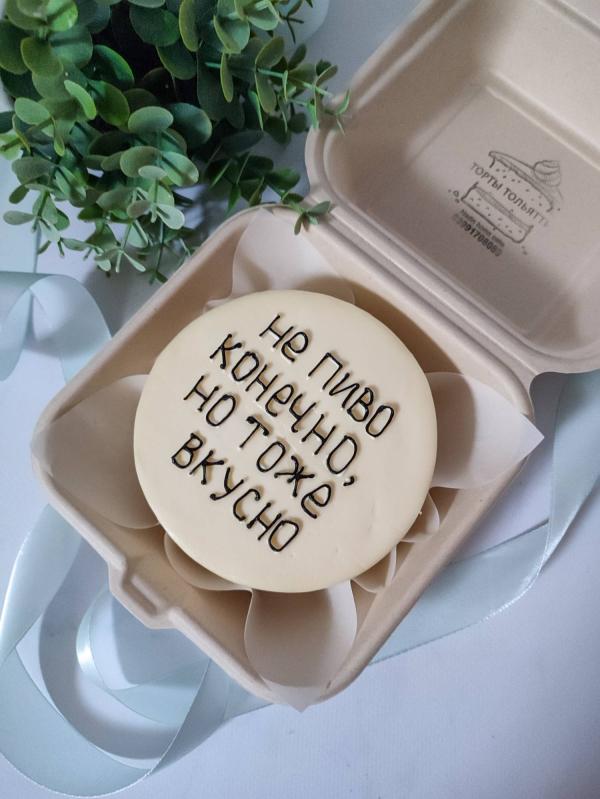 не пиво
конечно,
но тоже
вкусно
ТОРТЫ ТОЛЬЯТТИ